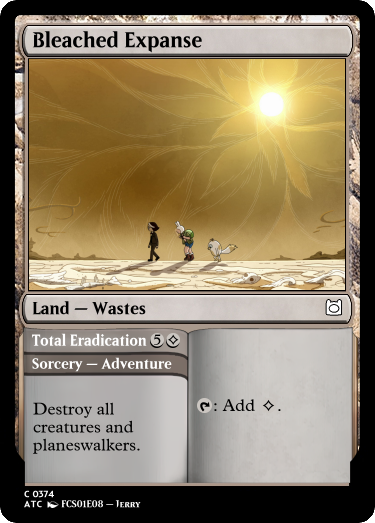 Bleached Expanse
Land — Wastes
Total Eradication 5
Sorcery — Adventure
Destroy all
creatures and
planeswalkers.
: Add .
C 0374
ATC FCS01E08 — Jerry